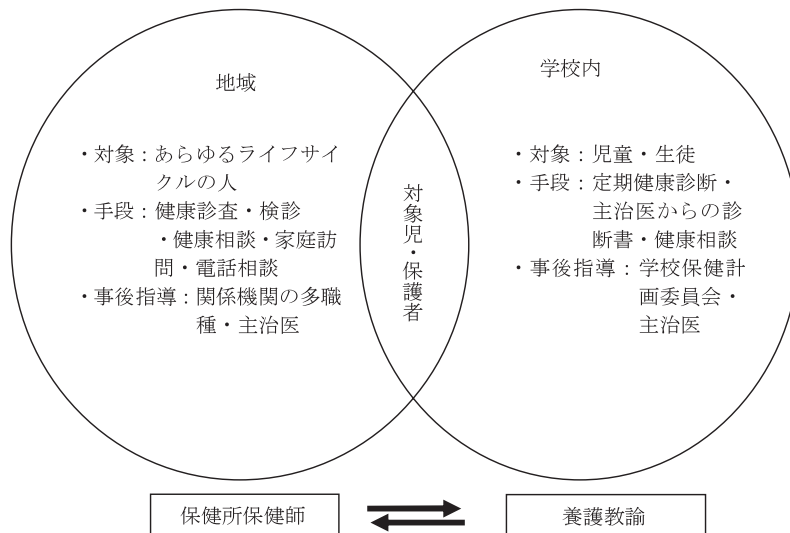 地域
・対象：あらゆるライフサイ
クルの人
・手段：健康診査・検診
・健康相談・家庭訪
問・電話相談
・事後指導：関係機関の多職
種・主治医
対象児・保護者
学校内
・対象：児童・生徒
・手段：定期健康診断・
主治医からの診
断書・健康相談
・事後指導：学校保健計
画委員会・
主治医
保健所保健師
養護教諭